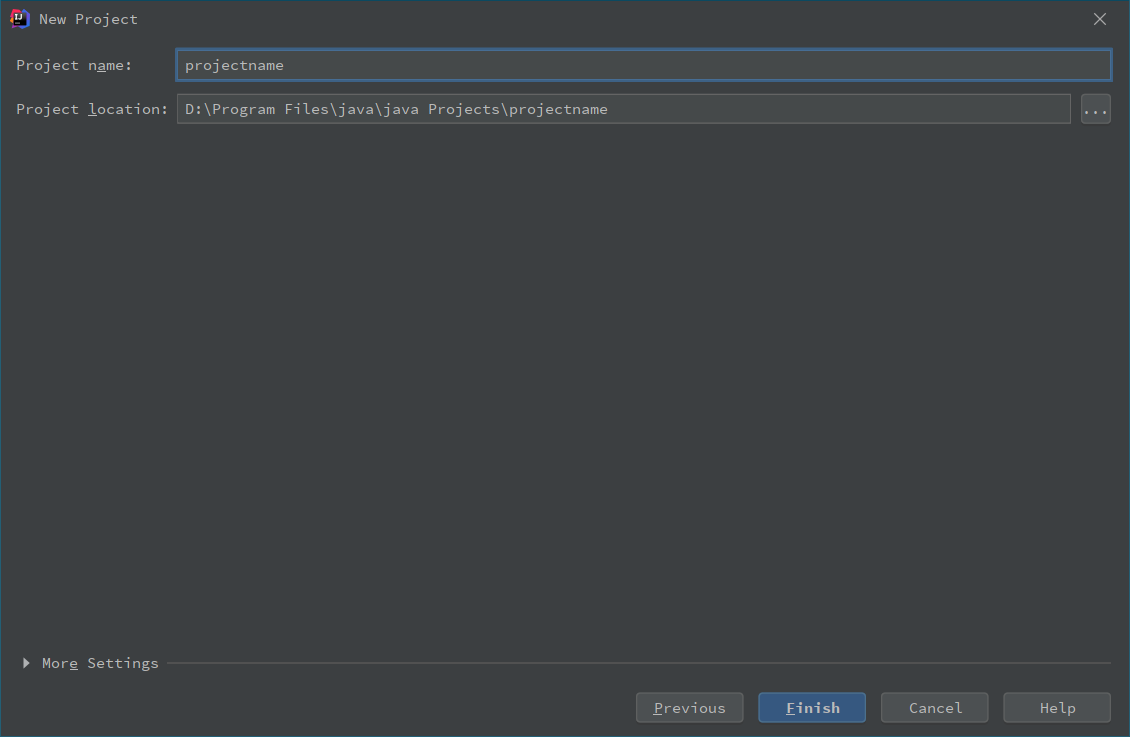 New Project
Project name: projectname
Project location: D:\Program Files\java\java Projects\projectname ...
More Settings
Previous Finish Cancel Help